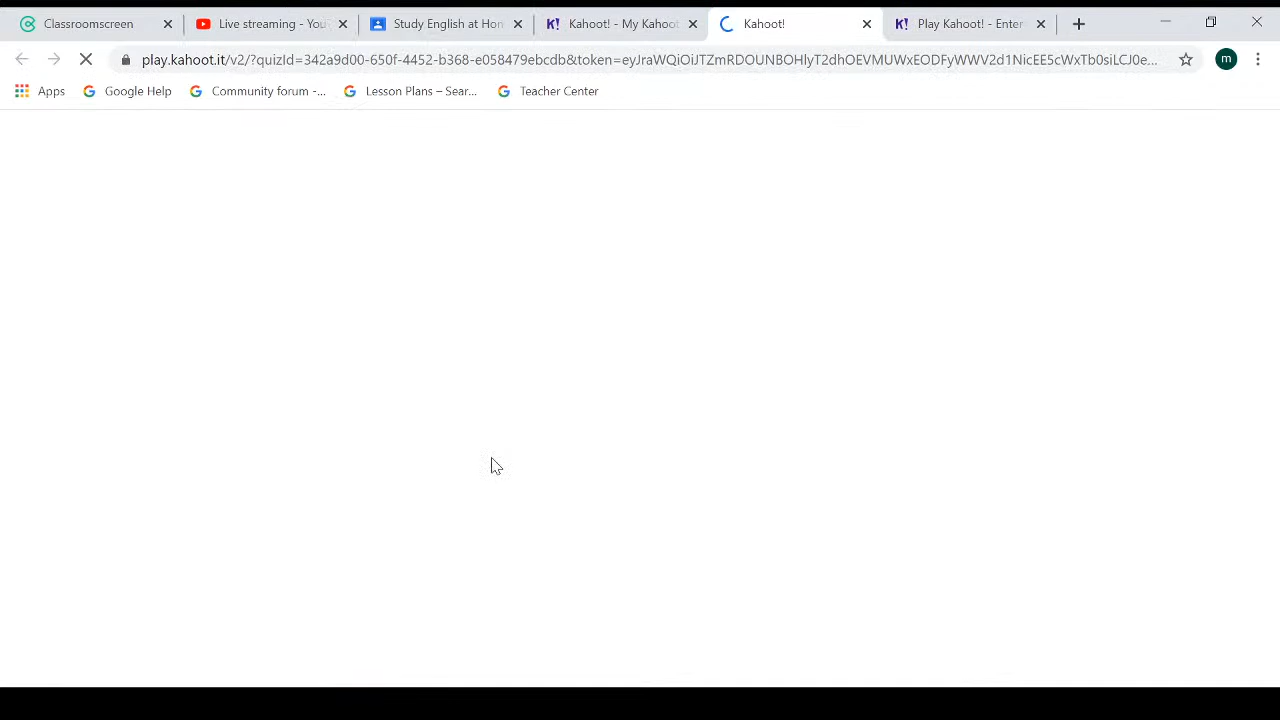 Classroomscreen
Live streaming - You
Study English at Hon
K! Kahoot! - My Kahoot
Kahoot!
K! Play Kahoot! - Enter
play.kahoot.it/v2/?quizId=342a9d00-650f-4452-b368-e058479ebcdb&token=eyJraWQiOiJTZmRDOUNBOHlyT2dhOEVMUWxEODFyWWV2d1NicEE5cWxTb0siLCJ0e...
m
Apps
Google Help
Community forum -...
Lesson Plans – Sear...
Teacher Center